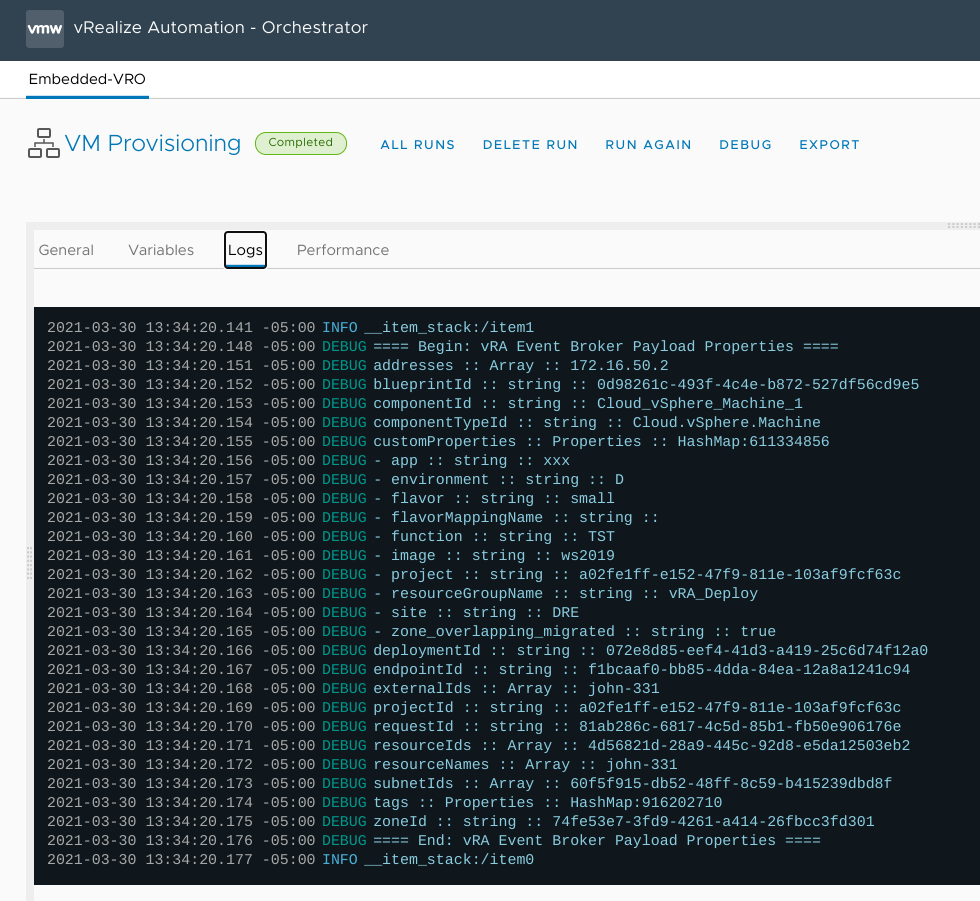 vmw vRealize Automation - Orchestrator
Embedded-VRO
VM Provisioning Completed ALL RUNS DELETE RUN RUN AGAIN DEBUG EXPORT
General Variables Logs Performance
2021-03-30 13:34:20.141 -05:00 INFO __item_stack:/item1
2021-03-30 13:34:20.148 -05:00 DEBUG ==== Begin: vRA Event Broker Payload Properties ====
2021-03-30 13:34:20.151 -05:00 DEBUG addresses :: Array :: 172.16.50.2
2021-03-30 13:34:20.152 -05:00 DEBUG blueprintId :: string :: 0d98261c-493f-4c4e-b872-527df56cd9e5
2021-03-30 13:34:20.153 -05:00 DEBUG componentId :: string :: Cloud_vSphere_Machine_1
2021-03-30 13:34:20.154 -05:00 DEBUG componentTypeId :: string :: Cloud.vSphere.Machine
2021-03-30 13:34:20.155 -05:00 DEBUG customProperties :: Properties :: HashMap:611334856
2021-03-30 13:34:20.156 -05:00 DEBUG - app :: string :: xxx
2021-03-30 13:34:20.157 -05:00 DEBUG - environment :: string :: D
2021-03-30 13:34:20.158 -05:00 DEBUG - flavor :: string :: small
2021-03-30 13:34:20.159 -05:00 DEBUG - flavorMappingName :: string ::
2021-03-30 13:34:20.160 -05:00 DEBUG - function :: string :: TST
2021-03-30 13:34:20.161 -05:00 DEBUG - image :: string :: ws2019
2021-03-30 13:34:20.162 -05:00 DEBUG - project :: string :: a02fe1ff-e152-47f9-811e-103af9fcf63c
2021-03-30 13:34:20.163 -05:00 DEBUG - resourceGroupName :: string :: vRA_Deploy
2021-03-30 13:34:20.164 -05:00 DEBUG - site :: string :: DRE
2021-03-30 13:34:20.165 -05:00 DEBUG - zone_overlapping_migrated :: string :: true
2021-03-30 13:34:20.166 -05:00 DEBUG deploymentId :: string :: 072e8d85-eef4-41d3-a419-25c6d74f12a0
2021-03-30 13:34:20.167 -05:00 DEBUG endpointId :: string :: f1bcaaf0-bb85-4dda-84ea-12a8a1241c94
2021-03-30 13:34:20.168 -05:00 DEBUG externalIds :: Array :: john-331
2021-03-30 13:34:20.169 -05:00 DEBUG projectId :: string :: a02fe1ff-e152-47f9-811e-103af9fcf63c
2021-03-30 13:34:20.170 -05:00 DEBUG requestId :: string :: 81ab286c-6817-4c5d-85b1-fb50e906176e
2021-03-30 13:34:20.171 -05:00 DEBUG resourceIds :: Array :: 4d56821d-28a9-445c-92d8-e5da12503eb2
2021-03-30 13:34:20.172 -05:00 DEBUG resourceNames :: Array :: john-331
2021-03-30 13:34:20.173 -05:00 DEBUG subnetIds :: Array :: 60f5f915-db52-48ff-8c59-b415239dbd8f
2021-03-30 13:34:20.174 -05:00 DEBUG tags :: Properties :: HashMap:916202710
2021-03-30 13:34:20.175 -05:00 DEBUG zoneId :: string :: 74fe53e7-3fd9-4261-a414-26fbcc3fd301
2021-03-30 13:34:20.176 -05:00 DEBUG ==== End: vRA Event Broker Payload Properties ====
2021-03-30 13:34:20.177 -05:00 INFO __item_stack:/item0